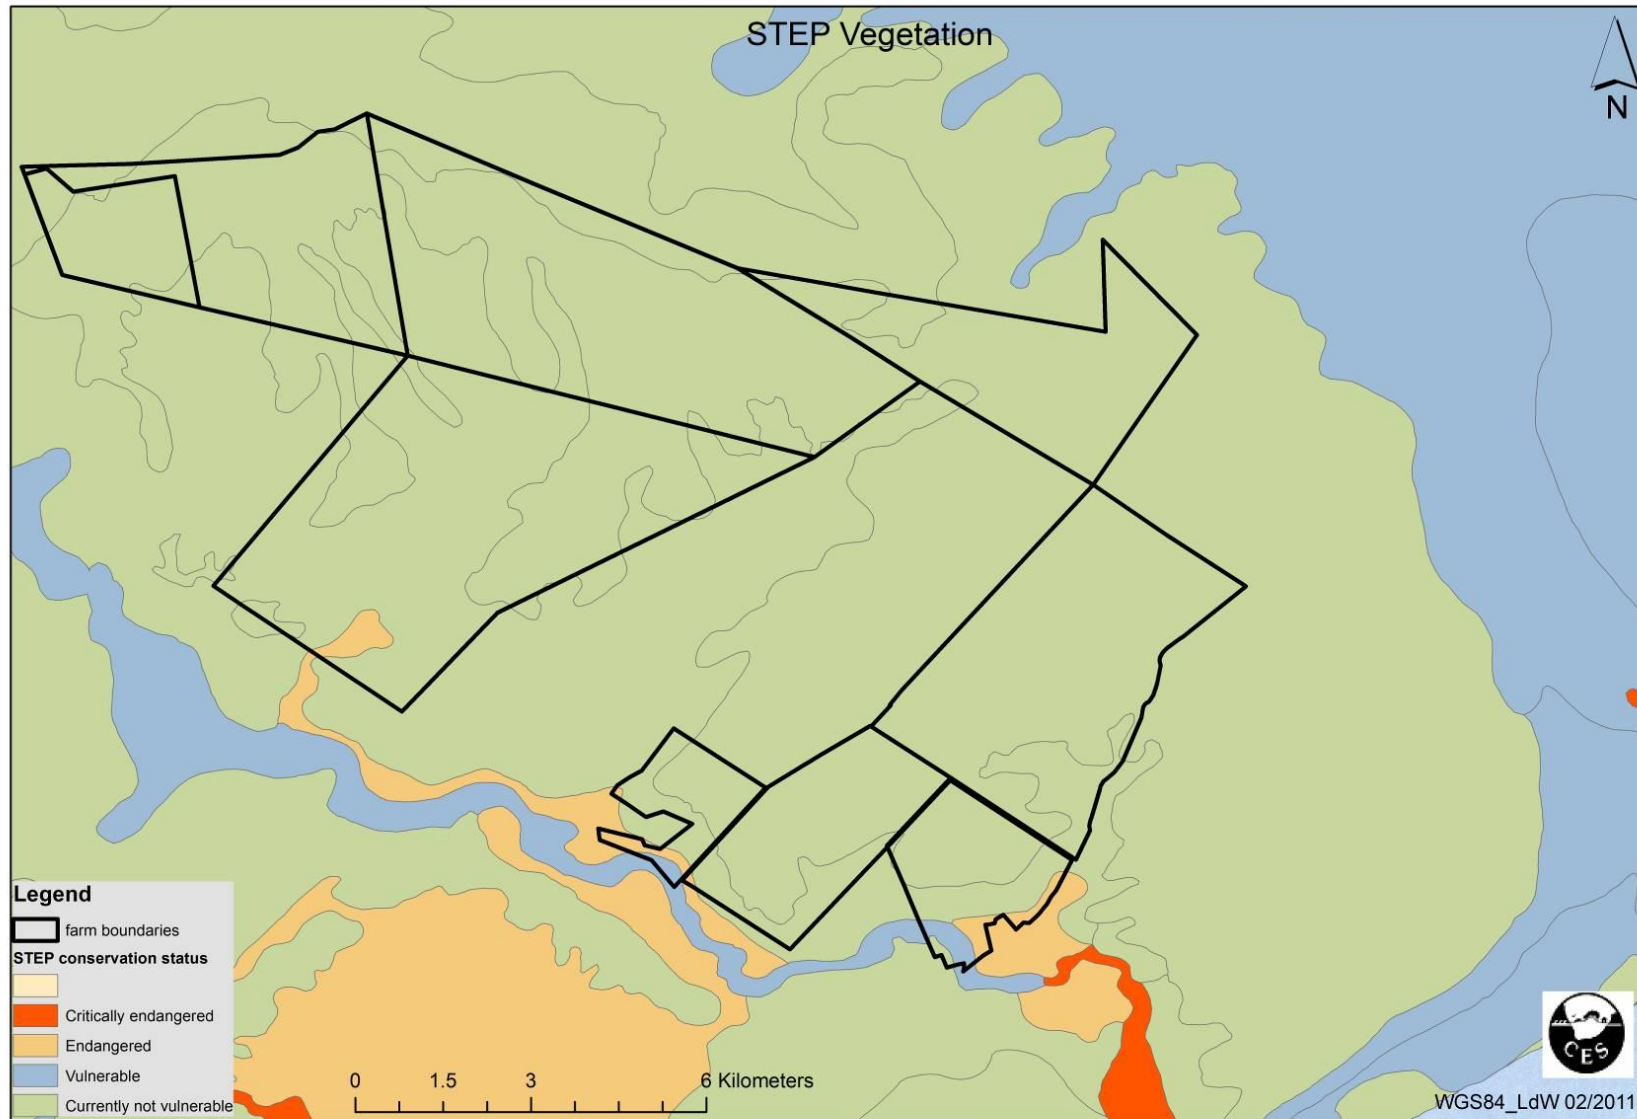 STEP Vegetation
N
Legend
farm boundaries
STEP conservation status
Critically endangered
Endangered
Vulnerable
Currently not vulnerable
0 1.5 3 6 Kilometers
CES
WGS84_LdW 02/2011